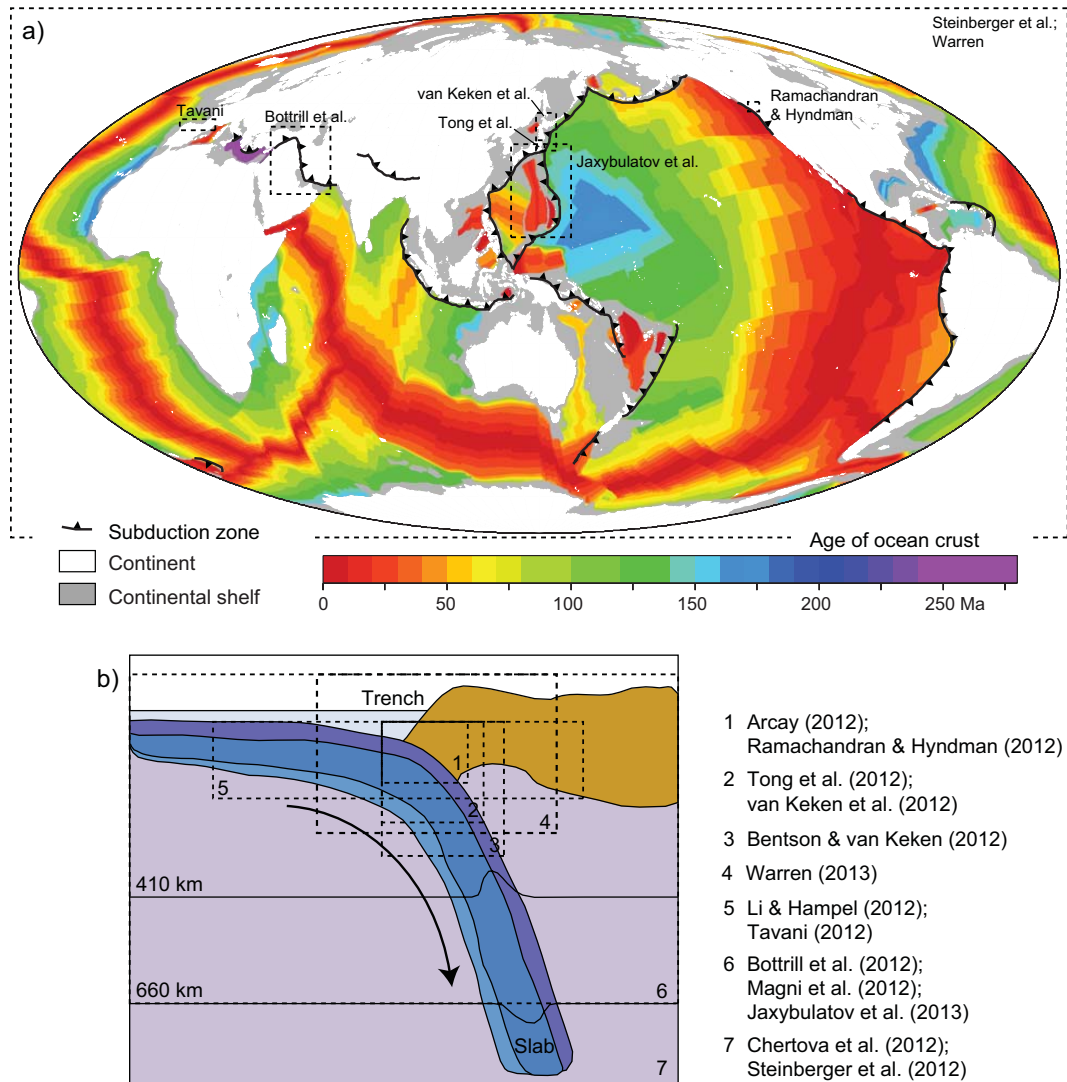 a)
Steinberger et al.;
Warren
van Keken et al.
Ramachandran
& Hyndman
Tavani
Bottrill et al.
Tong et al.
Jaxybulatov et al.
Subduction zone
Continent
Continental shelf
Age of ocean crust
0 50 100 150 200 250 Ma
b)
Trench
1
5
2
4
3
410 km
660 km
6
Slab
7
1 Arcay (2012);
Ramachandran & Hyndman (2012)
2 Tong et al. (2012);
van Keken et al. (2012)
3 Bentson & van Keken (2012)
4 Warren (2013)
5 Li & Hampel (2012);
Tavani (2012)
6 Bottrill et al. (2012);
Magni et al. (2012);
Jaxybulatov et al. (2013)
7 Chertova et al. (2012);
Steinberger et al. (2012)